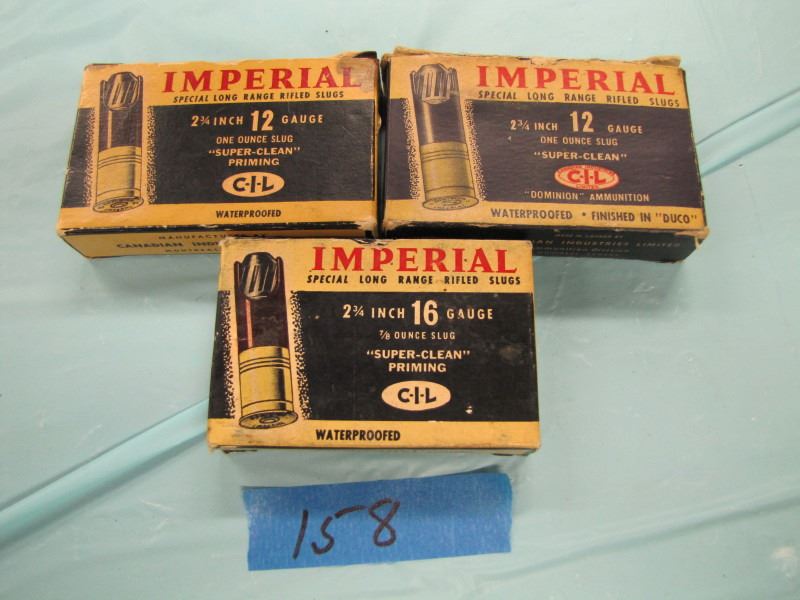 IMPERIAL
SPECIAL LONG RANGE RIFLED SLUGS
2¾ INCH 12 GAUGE
ONE OUNCE SLUG
"SUPER-CLEAN"
PRIMING
C-I-L
WATERPROOFED
CANADIAN
IMPERIAL
SPECIAL LONG RANGE RIFLED SLUGS
2¾ INCH 12 GAUGE
ONE OUNCE SLUG
"SUPER-CLEAN"
C-I-L
"DOMINION" AMMUNITION
WATERPROOFED • FINISHED IN "DUCO"
INDUSTRIES LIMITED
IMPERIAL
SPECIAL LONG RANGE RIFLED SLUGS
2¾ INCH 16 GAUGE
⅞ OUNCE SLUG
"SUPER-CLEAN"
PRIMING
C-I-L
WATERPROOFED
158